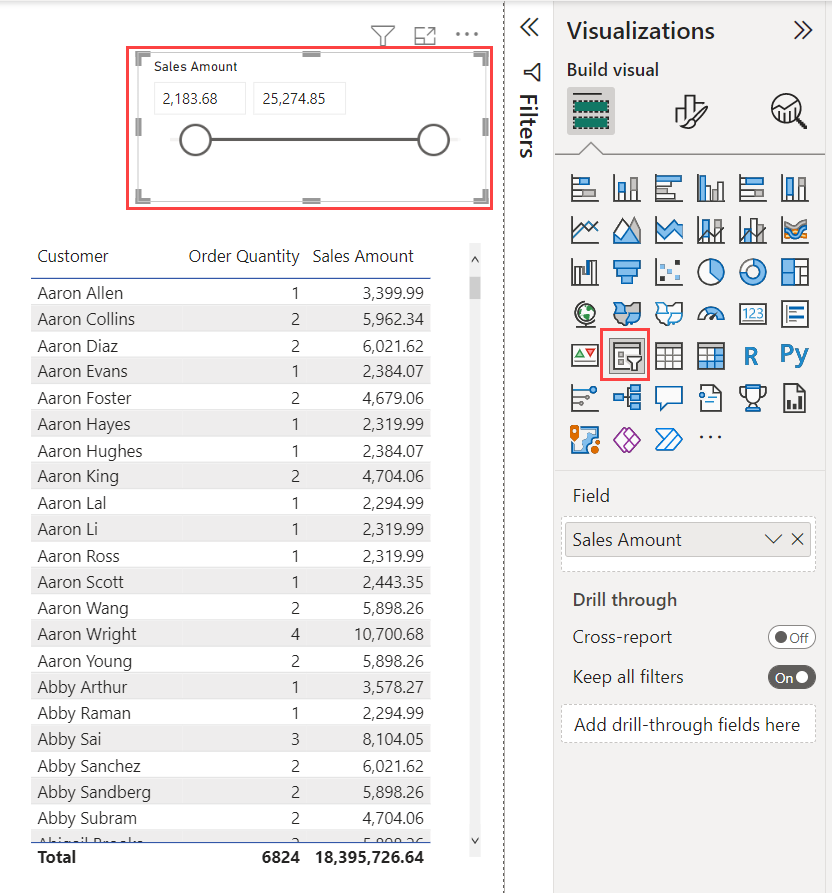 Sales Amount
2,183.68 25,274.85
Customer Order Quantity Sales Amount
Aaron Allen 1 3,399.99
Aaron Collins 2 5,962.34
Aaron Diaz 2 6,021.62
Aaron Evans 1 2,384.07
Aaron Foster 2 4,679.06
Aaron Hayes 1 2,319.99
Aaron Hughes 1 2,384.07
Aaron King 2 4,704.06
Aaron Lal 1 2,294.99
Aaron Li 1 2,319.99
Aaron Ross 1 2,319.99
Aaron Scott 1 2,443.35
Aaron Wang 2 5,898.26
Aaron Wright 4 10,700.68
Aaron Young 2 5,898.26
Abby Arthur 1 3,578.27
Abby Raman 1 2,294.99
Abby Sai 3 8,104.05
Abby Sanchez 2 6,021.62
Abby Sandberg 2 5,898.26
Abby Subram 2 4,704.06
Total 6824 18,395,726.64
Filters
Visualizations
Build visual
123
R Py
Field
Sales Amount
Drill through
Cross-report Off
Keep all filters On
Add drill-through fields here